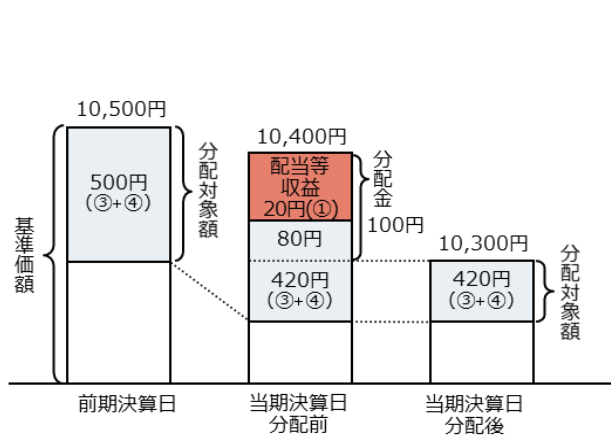 基準価額
10,500円
500円
(③+④)
分配対象額
10,400円
配当等
収益
20円(①)
80円
420円
(③+④)
分配金
100円
10,300円
420円
(③+④)
分配対象額
前期決算日
当期決算日
分配前
当期決算日
分配後